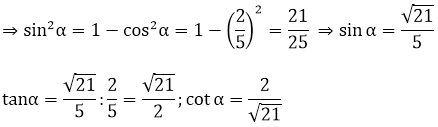 ⇒ sin²α = 1 − cos²α = 1 − (2/5)² = 21/25 ⇒ sin α = √21/5
tanα = √21/5 : 2/5 = √21/2 ; cot α = 2/√21